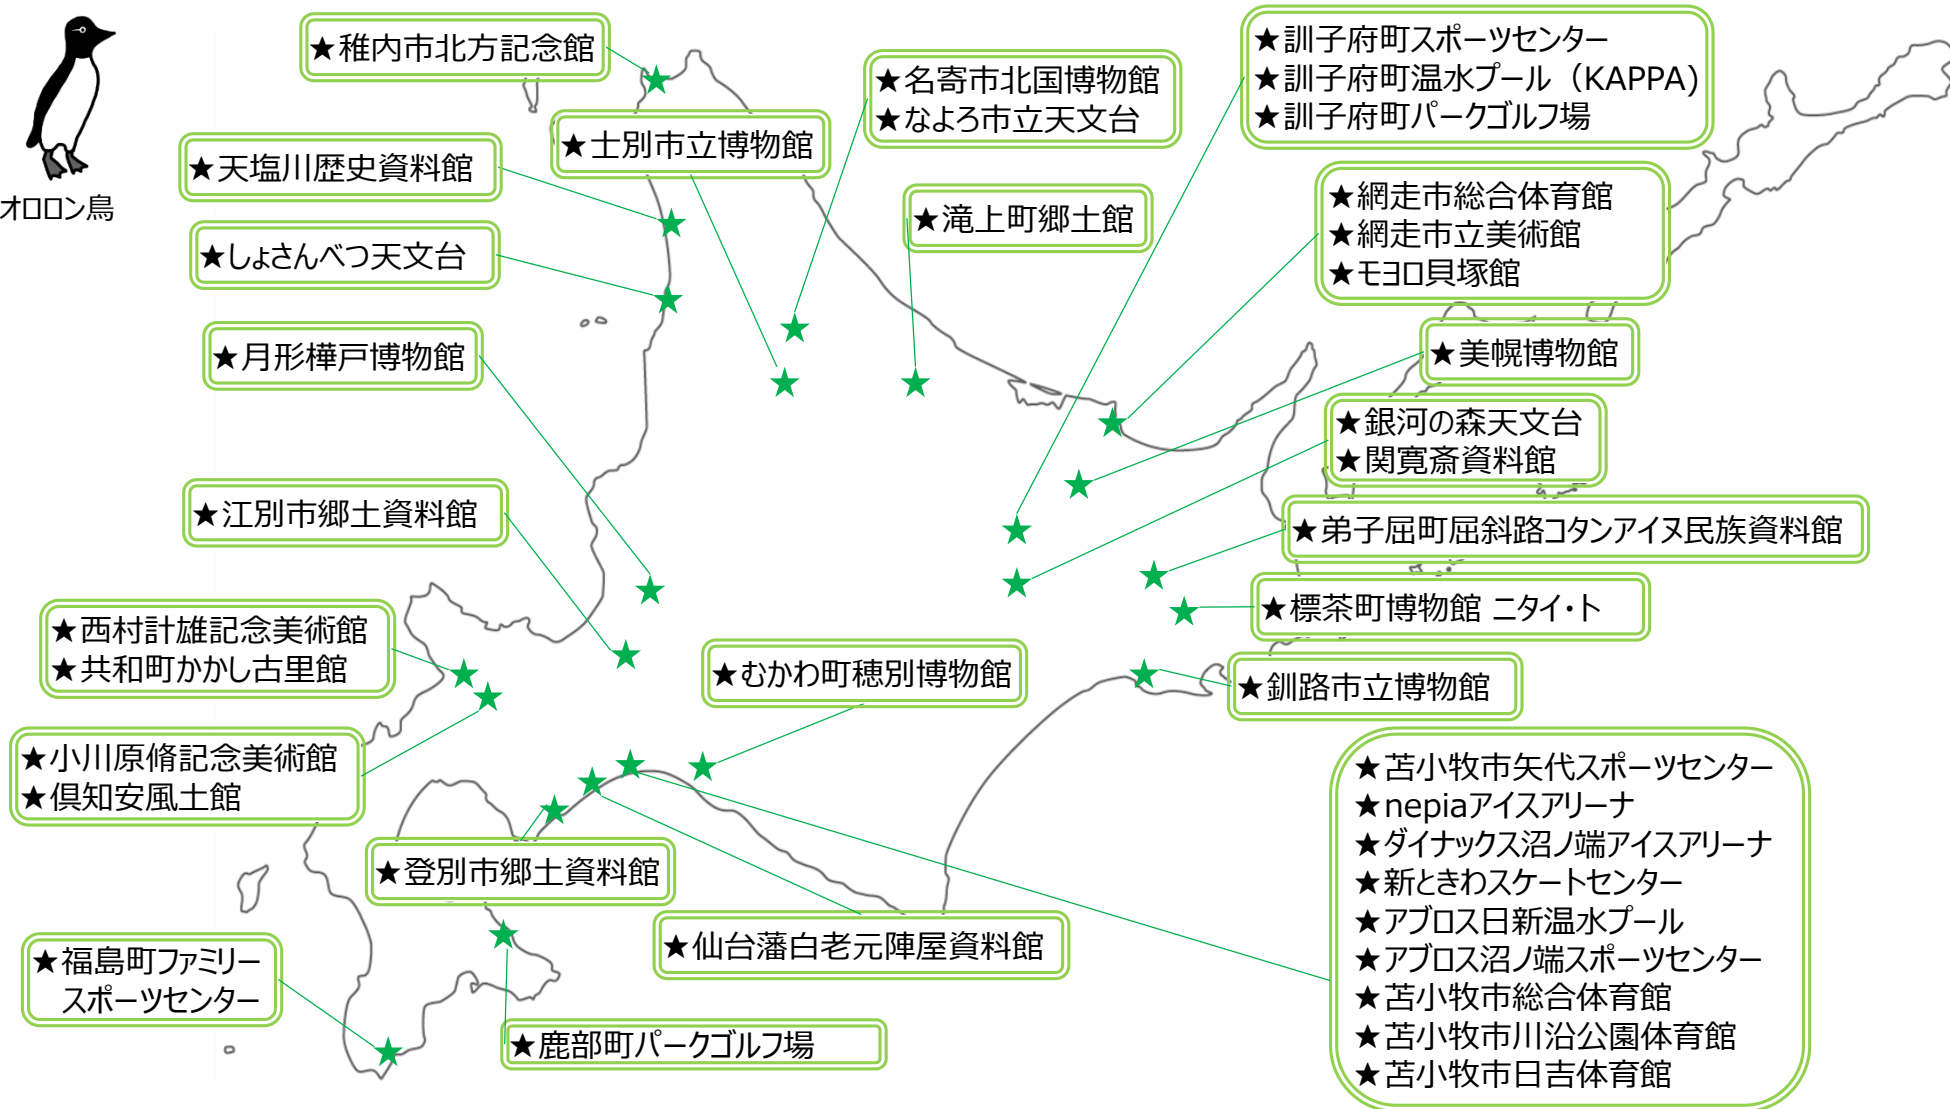 オロロン鳥
★稚内市北方記念館
★名寄市北国博物館
★なよろ市立天文台
★訓子府町スポーツセンター
★訓子府町温水プール（KAPPA）
★訓子府町パークゴルフ場
★士別市立博物館
★天塩川歴史資料館
★滝上町郷土館
★網走市総合体育館
★網走市立美術館
★モヨロ貝塚館
★しょさんべつ天文台
★月形樺戸博物館
★美幌博物館
★銀河の森天文台
★関寛斎資料館
★江別市郷土資料館
★弟子屈町屈斜路コタンアイヌ民族資料館
★標茶町博物館 ニタイ・ト
★西村計雄記念美術館
★共和町かかし古里館
★むかわ町穂別博物館
★釧路市立博物館
★小川原脩記念美術館
★倶知安風土館
★苫小牧市矢代スポーツセンター
★nepiaアイスアリーナ
★ダイナックス沼ノ端アイスアリーナ
★新ときわスケートセンター
★アブロス日新温水プール
★アブロス沼ノ端スポーツセンター
★苫小牧市総合体育館
★苫小牧市川沿公園体育館
★苫小牧市日吉体育館
★登別市郷土資料館
★仙台藩白老元陣屋資料館
★福島町ファミリー
スポーツセンター
★鹿部町パークゴルフ場